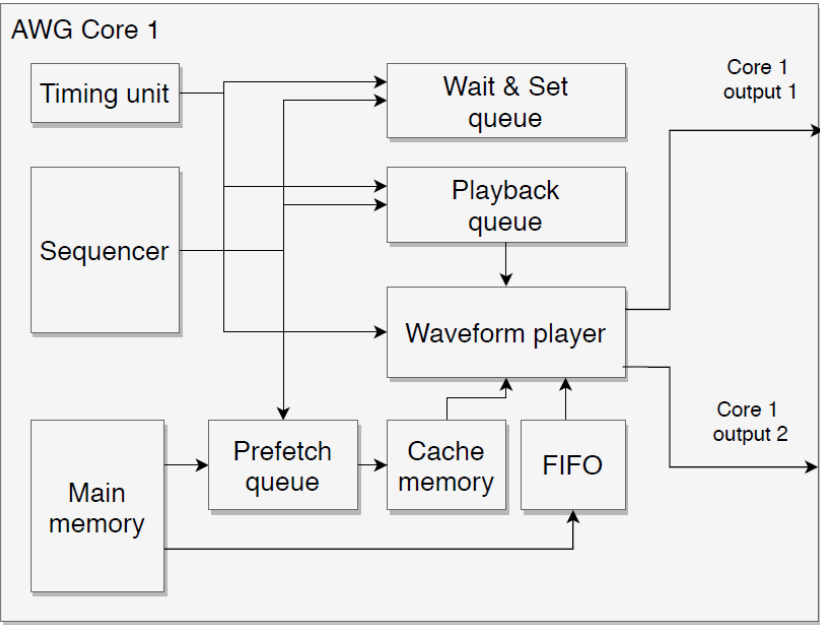 AWG Core 1
Timing unit
Wait & Set
queue
Core 1
output 1
Sequencer
Playback
queue
Waveform player
Core 1
output 2
Main
memory
Prefetch
queue
Cache
memory
FIFO